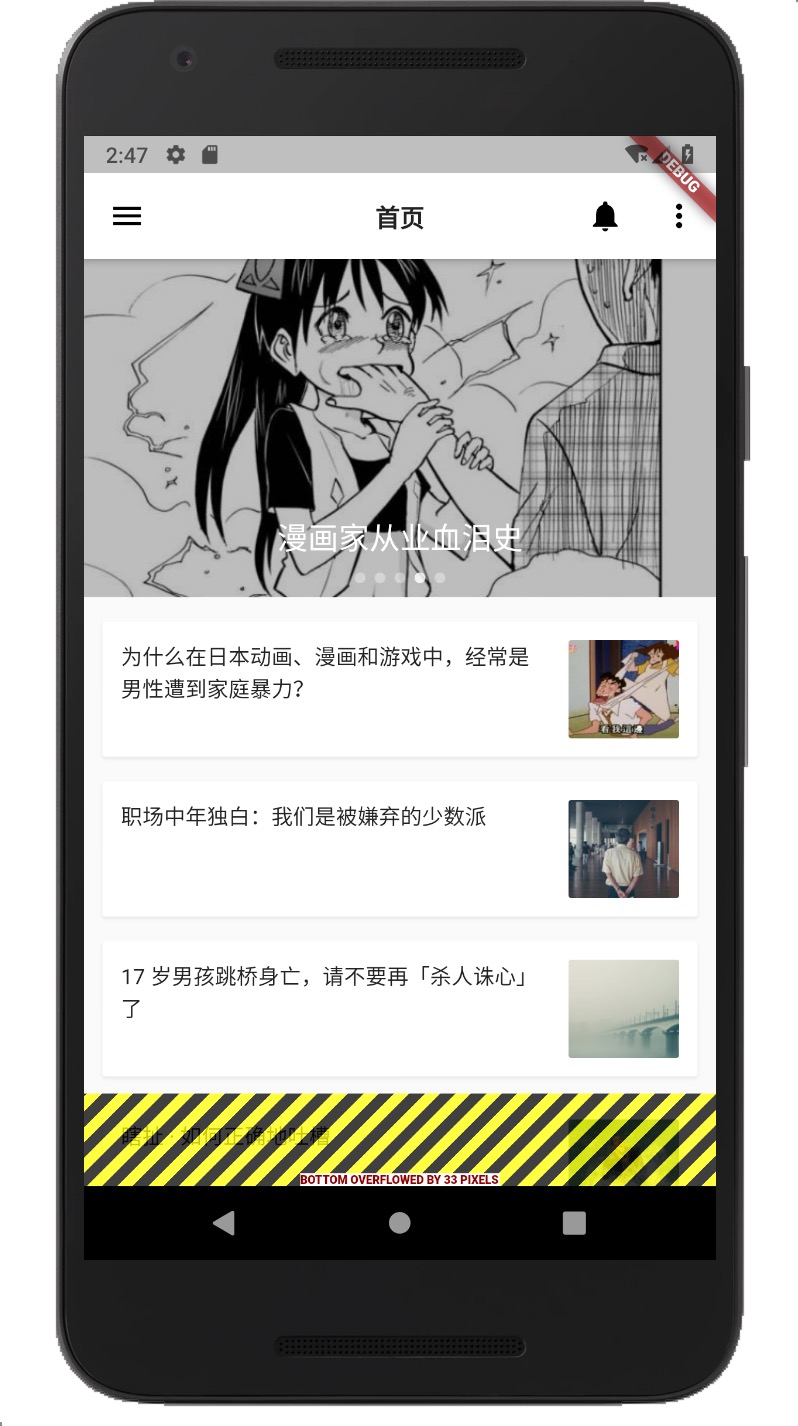 2:47
DEBUG
首页
漫画家从业血泪史
为什么在日本动画、漫画和游戏中，经常是
男性遭到家庭暴力？
看我這邊
职场中年独白：我们是被嫌弃的少数派
17 岁男孩跳桥身亡，请不要再「杀人诛心」
了
瞎扯 · 如何正确地吐槽
BOTTOM OVERFLOWED BY 33 PIXELS